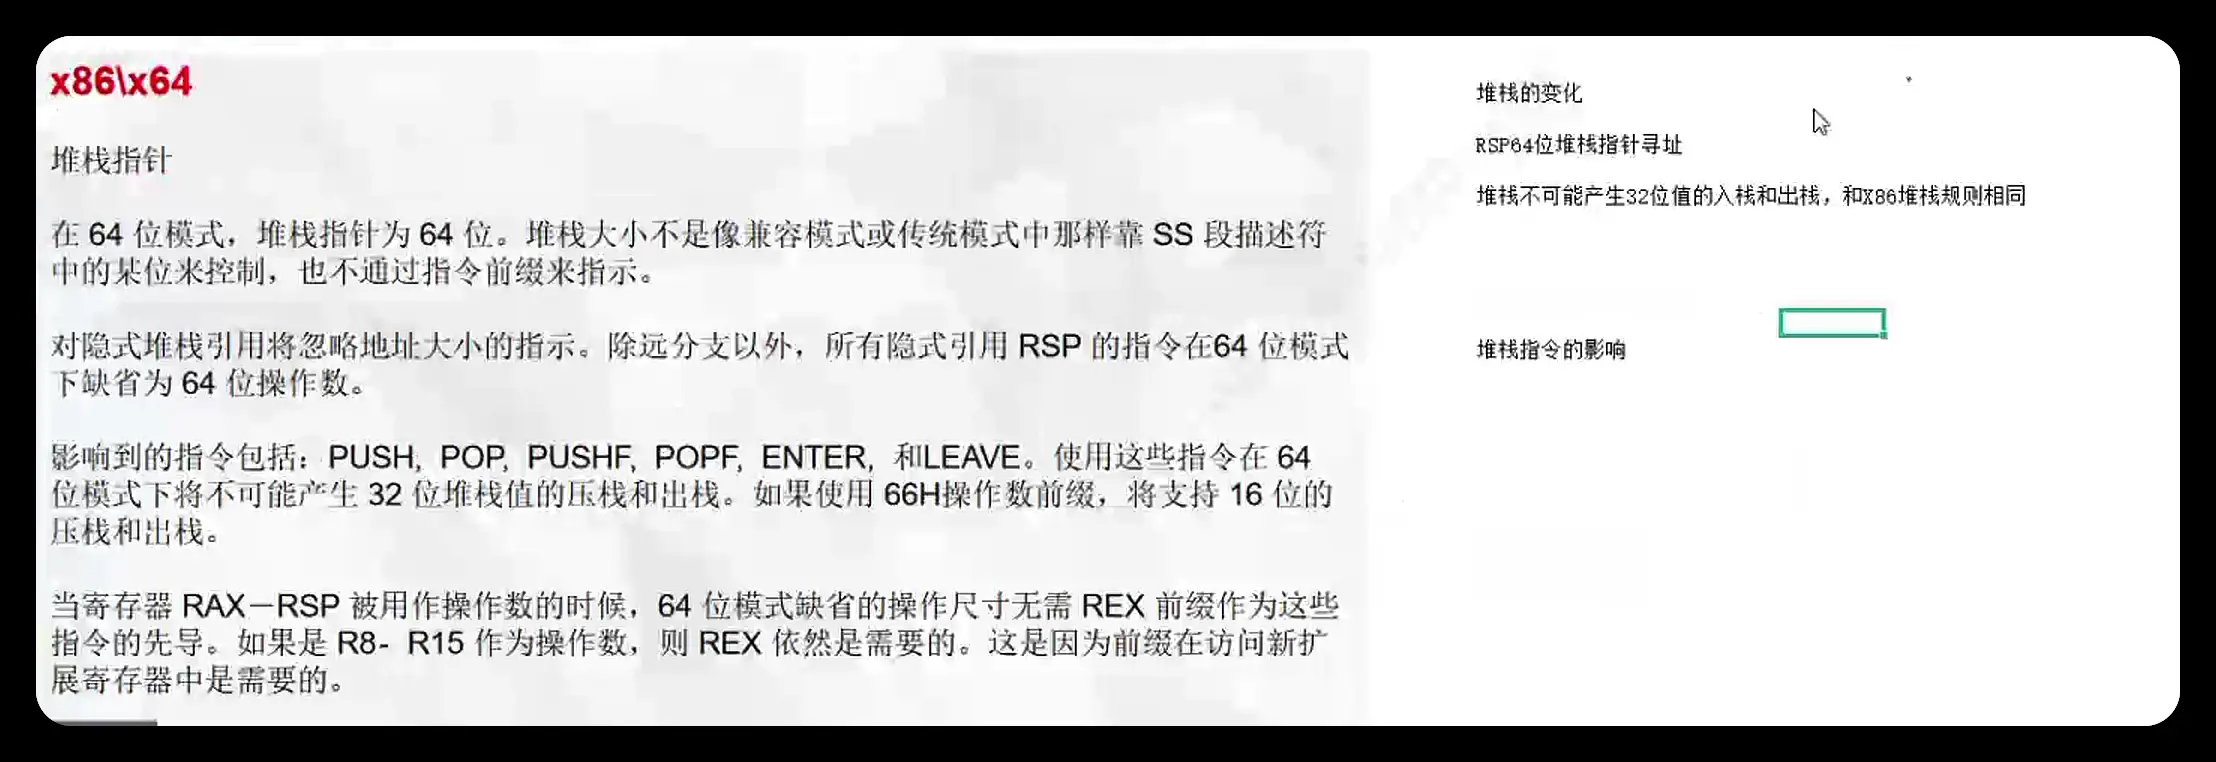 x86\x64
堆栈指针
在 64 位模式，堆栈指针为 64 位。堆栈大小不是像兼容模式或传统模式中那样靠 SS 段描述符
中的某位来控制，也不通过指令前缀来指示。
对隐式堆栈引用将忽略地址大小的指示。除远分支以外，所有隐式引用 RSP 的指令在64 位模式
下缺省为 64 位操作数。
影响到的指令包括：PUSH, POP, PUSHF, POPF, ENTER, 和LEAVE。使用这些指令在 64
位模式下将不可能产生 32 位堆栈值的压栈和出栈。如果使用 66H操作数前缀，将支持 16 位的
压栈和出栈。
当寄存器 RAX－RSP 被用作操作数的时候，64 位模式缺省的操作尺寸无需 REX 前缀作为这些
指令的先导。如果是 R8- R15 作为操作数，则 REX 依然是需要的。这是因为前缀在访问新扩
展寄存器中是需要的。
堆栈的变化
RSP64位堆栈指针寻址
堆栈不可能产生32位值的入栈和出栈，和X86堆栈规则相同
堆栈指令的影响